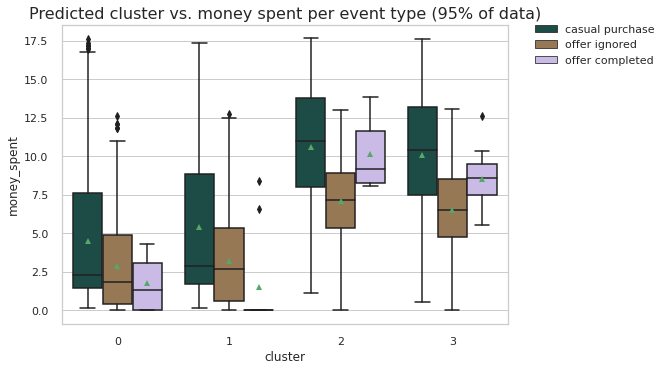 Predicted cluster vs. money spent per event type (95% of data)
casual purchase
offer ignored
offer completed
money_spent
17.5
15.0
12.5
10.0
7.5
5.0
2.5
0.0
0 1 2 3
cluster